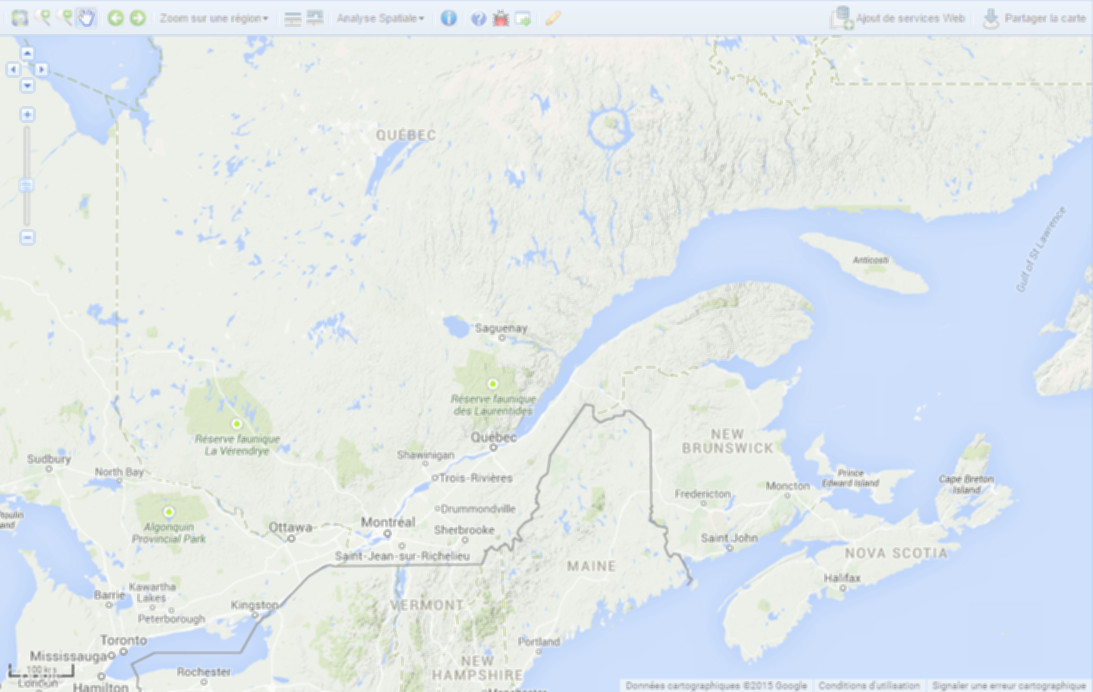 Zoom sur une région
Analyse Spatiale
Ajout de services Web
Partager la carte
QUÉBEC
Gulf of St Lawrence
Anticosti
Saguenay
Réserve faunique
des Laurentides
Réserve faunique
La Vérendrye
Québec
NEW
BRUNSWICK
Shawinigan
Sudbury
North Bay
Trois-Rivières
Prince
Edward Island
Cape Breton
Island
Moncton
Fredericton
Drummondville
Algonquin
Provincial Park
Ottawa
Montréal
Sherbrooke
Saint John
Saint-Jean-sur-Richelieu
NOVA SCOTIA
MAINE
Halifax
Kawartha
Lakes
Barrie
Peterborough
Kingston
VERMONT
Toronto
Mississauga
Portland
NEW
HAMPSHIRE
Rochester
100 km
London
Hamilton
Données cartographiques ©2015 Google
Conditions d'utilisation
Signaler une erreur cartographique